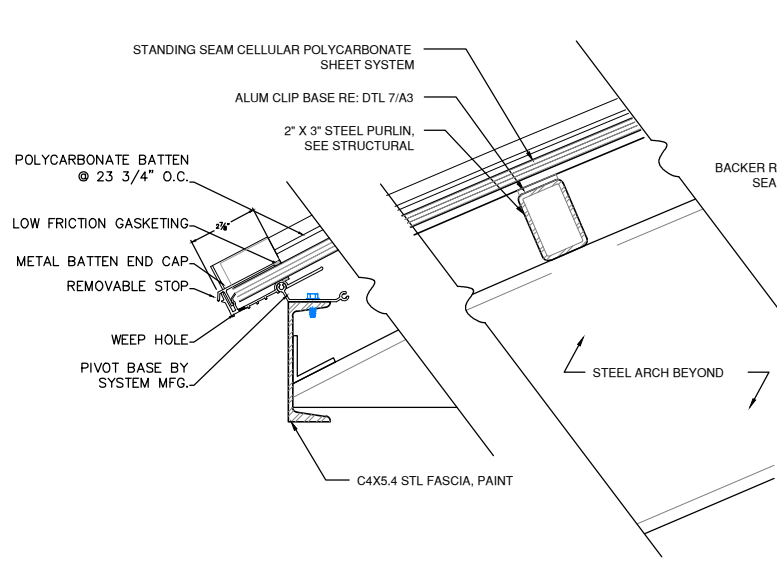 STANDING SEAM CELLULAR POLYCARBONATE
SHEET SYSTEM
ALUM CLIP BASE RE: DTL 7/A3
2" X 3" STEEL PURLIN,
SEE STRUCTURAL
POLYCARBONATE BATTEN
@ 23 3/4" O.C.
BACKER R
SEA
LOW FRICTION GASKETING
METAL BATTEN END CAP
REMOVABLE STOP
WEEP HOLE
PIVOT BASE BY
SYSTEM MFG.
STEEL ARCH BEYOND
C4X5.4 STL FASCIA, PAINT